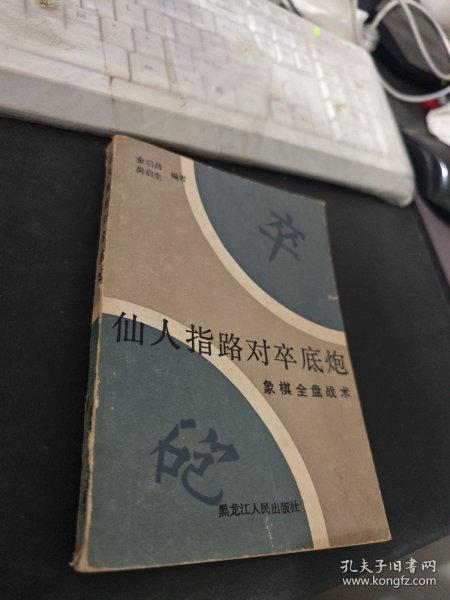 金启昌
吴启生 编著
卒
仙人指路对卒底炮
象棋全盘战术
砲
黑龙江人民出版社
孔夫子旧书网
www.kongfz.com